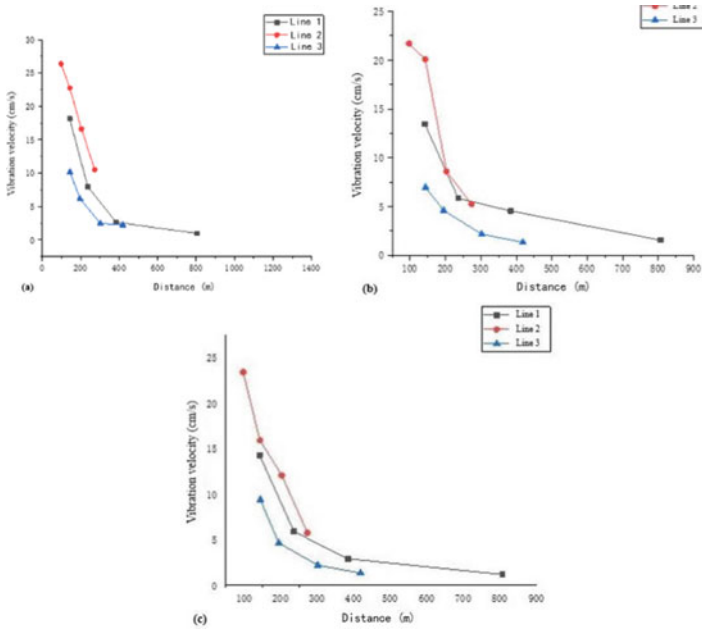 Line 1
Line 2
Line 3
30
25
20
15
10
5
0
Vibration velocity (cm/s)
0 200 400 600 800 1000 1200 1400
Distance (m)
(a)
Line 2
Line 3
25
20
15
10
5
0
Vibration velocity (cm/s)
100 200 300 400 500 600 700 800 900
Distance (m)
(b)
Line 1
Line 2
Line 3
25
20
15
10
5
0
Vibration velocity (cm/s)
100 200 300 400 500 600 700 800 900
Distance (m)
(c)